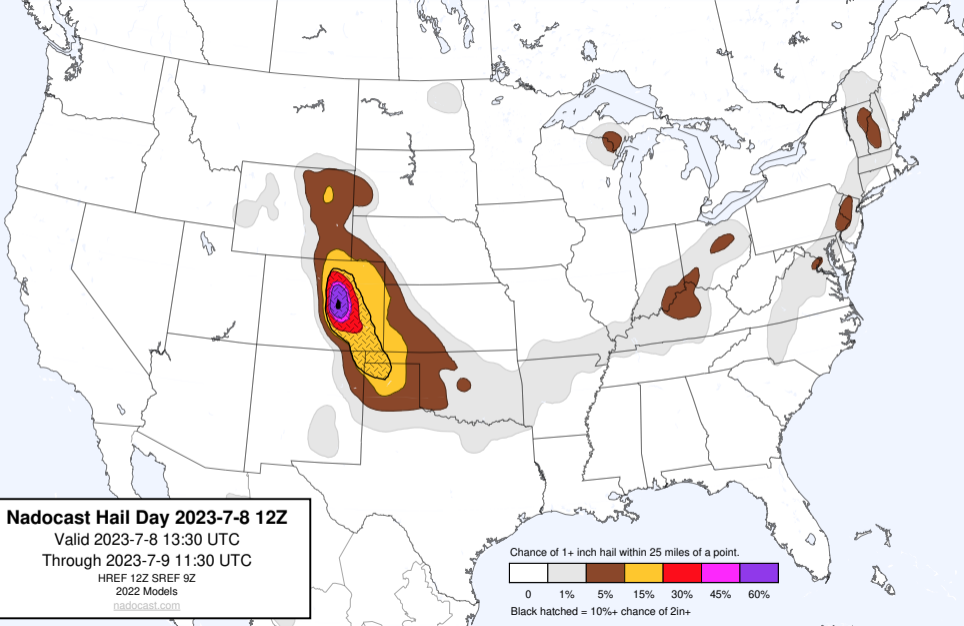 Nadocast Hail Day 2023-7-8 12Z
Valid 2023-7-8 13:30 UTC
Through 2023-7-9 11:30 UTC
HREF 12Z SREF 9Z
2022 Models
nadocast.com
Chance of 1+ inch hail within 25 miles of a point.
0 1% 5% 15% 30% 45% 60%
Black hatched = 10%+ chance of 2in+